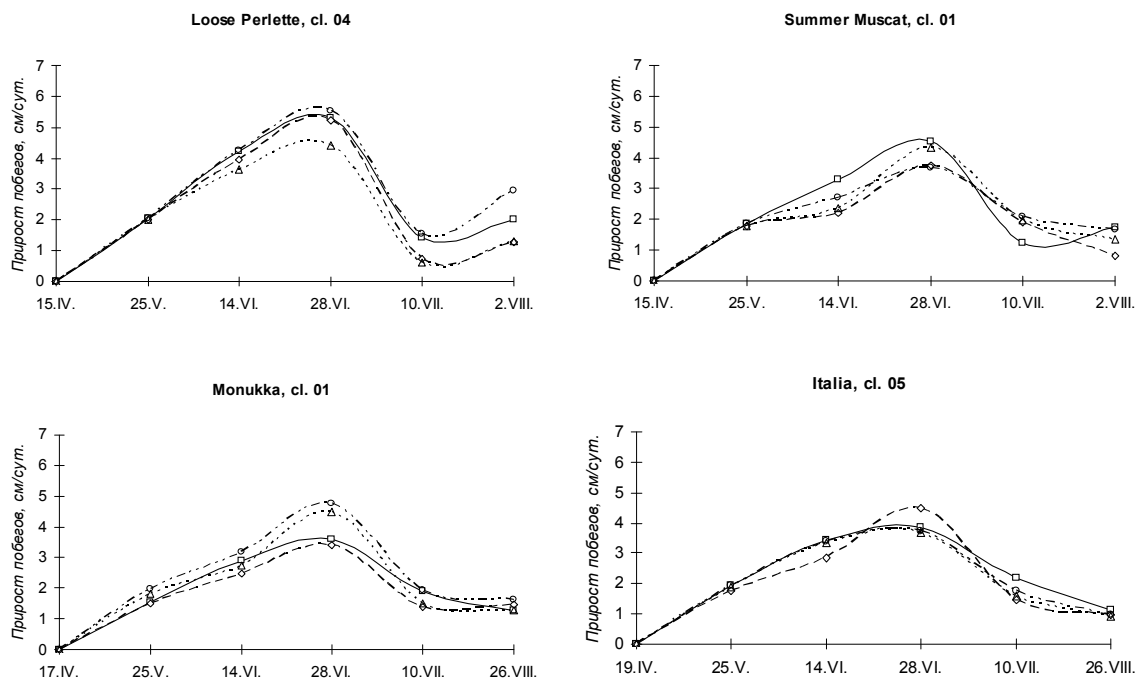 Loose Perlette, cl. 04
Прирост побегов, см/сут.
7
6
5
4
3
2
1
0
15.IV. 25.V. 14.VI. 28.VI. 10.VII. 2.VIII.
Summer Muscat, cl. 01
Прирост побегов, см/сут.
7
6
5
4
3
2
1
0
15.IV. 25.V. 14.VI. 28.VI. 10.VII. 2.VIII.
Monukka, cl. 01
Прирост побегов, см/сут.
7
6
5
4
3
2
1
0
17.IV. 25.V. 14.VI. 28.VI. 10.VII. 26.VIII.
Italia, cl. 05
Прирост побегов, см/сут.
7
6
5
4
3
2
1
0
19.IV. 25.V. 14.VI. 28.VI. 10.VII. 26.VIII.